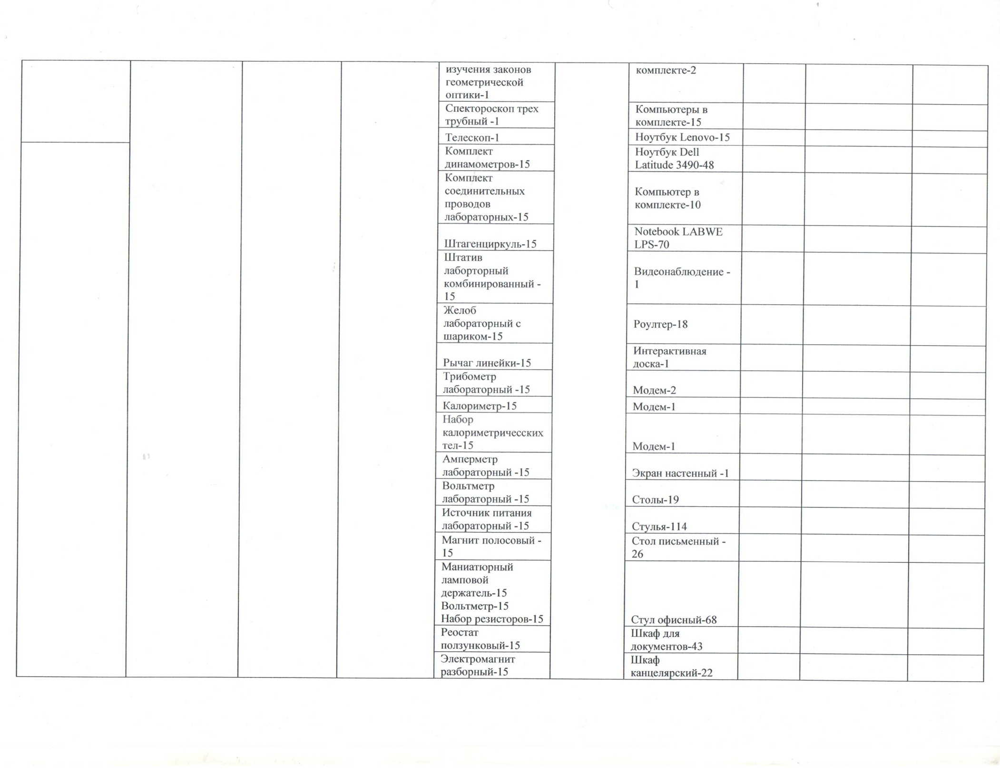 изучения законов
геометрической
оптики-1
комплекте-2
Спектороскоп трех
трубный -1
Компьютеры в
комплекте-15
Телескоп-1
Ноутбук Lenovo-15
Комплект
динамометров-15
Ноутбук Dell
Latitude 3490-48
Комплект
соединительных
проводов
лабораторных-15
Компьютер в
комплекте-10
Штагенциркуль-15
Notebook LABWE
LPS-70
Штатив
лаборторный
комбинированный -
15
Видеонаблюдение -
1
Желоб
лабораторный с
шариком-15
Роултер-18
Рычаг линейки-15
Интерактивная
доска-1
Трибометр
лабораторный -15
Модем-2
Калориметр-15
Модем-1
Набор
калориметричесских
тел-15
Модем-1
Амперметр
лабораторный -15
Экран настенный -1
Вольтметр
лабораторный -15
Столы-19
Источник питания
лабораторный -15
Стулья-114
Магнит полосовый -
15
Стол письменный -
26
Маниатюрный
ламповой
держатель-15
Вольтметр-15
Набор резисторов-15
Стул офисный-68
Реостат
ползунковый-15
Шкаф для
документов-43
Электромагнит
разборный-15
Шкаф
канцелярский-22